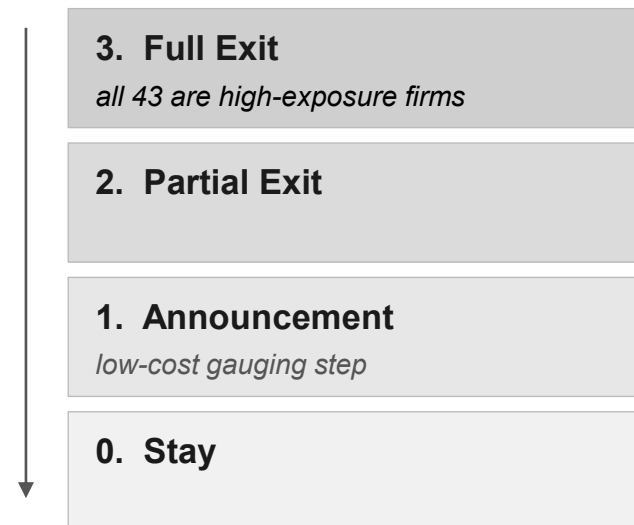 3. Full Exit
all 43 are high-exposure firms
2. Partial Exit
1. Announcement
low-cost gauging step
0. Stay